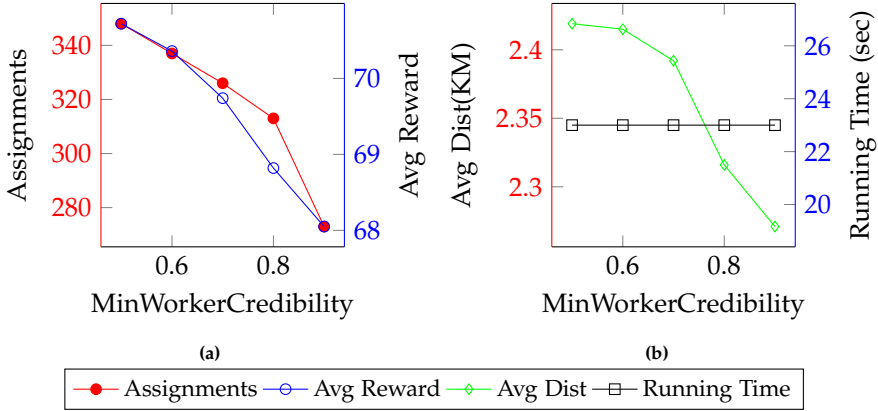 340
320
300
280
Assignments
70
69
68
Avg Reward
0.6 0.8
MinWorkerCredibility
(a)
2.4
2.35
2.3
Avg Dist(KM)
26
24
22
20
Running Time (sec)
0.6 0.8
MinWorkerCredibility
(b)
Assignments Avg Reward Avg Dist Running Time